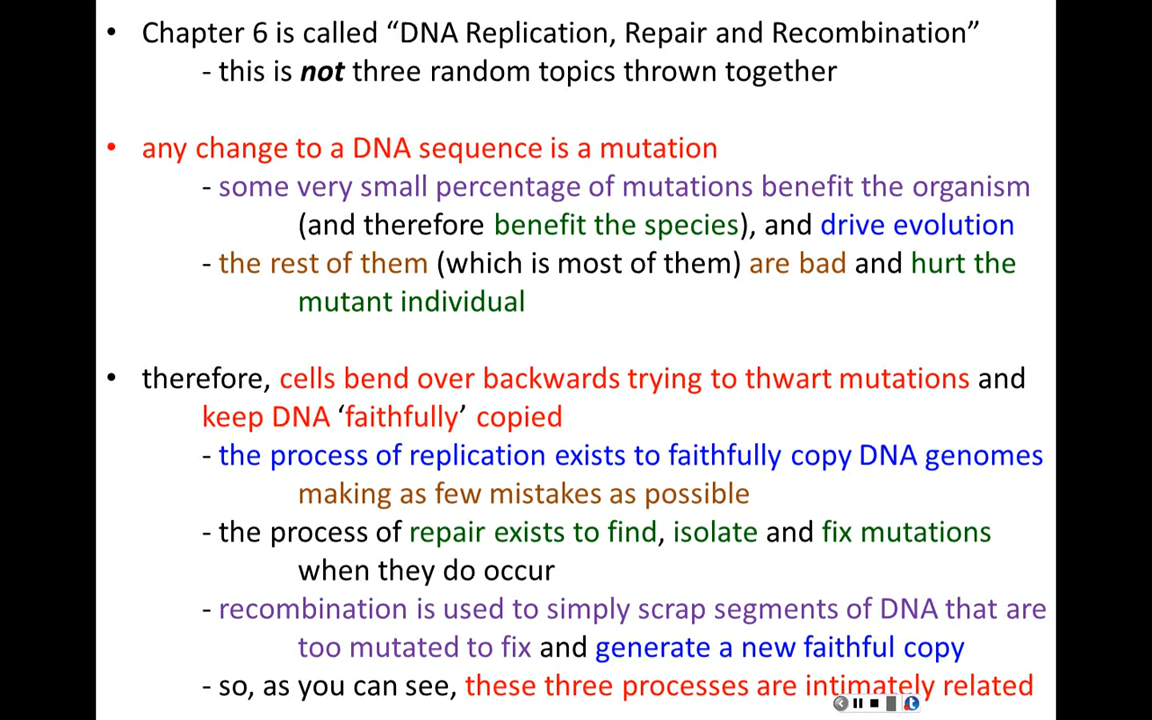 • Chapter 6 is called “DNA Replication, Repair and Recombination”
- this is not three random topics thrown together
• any change to a DNA sequence is a mutation
- some very small percentage of mutations benefit the organism
(and therefore benefit the species), and drive evolution
- the rest of them (which is most of them) are bad and hurt the
mutant individual
• therefore, cells bend over backwards trying to thwart mutations and
keep DNA ‘faithfully’ copied
- the process of replication exists to faithfully copy DNA genomes
making as few mistakes as possible
- the process of repair exists to find, isolate and fix mutations
when they do occur
- recombination is used to simply scrap segments of DNA that are
too mutated to fix and generate a new faithful copy
- so, as you can see, these three processes are intimately related